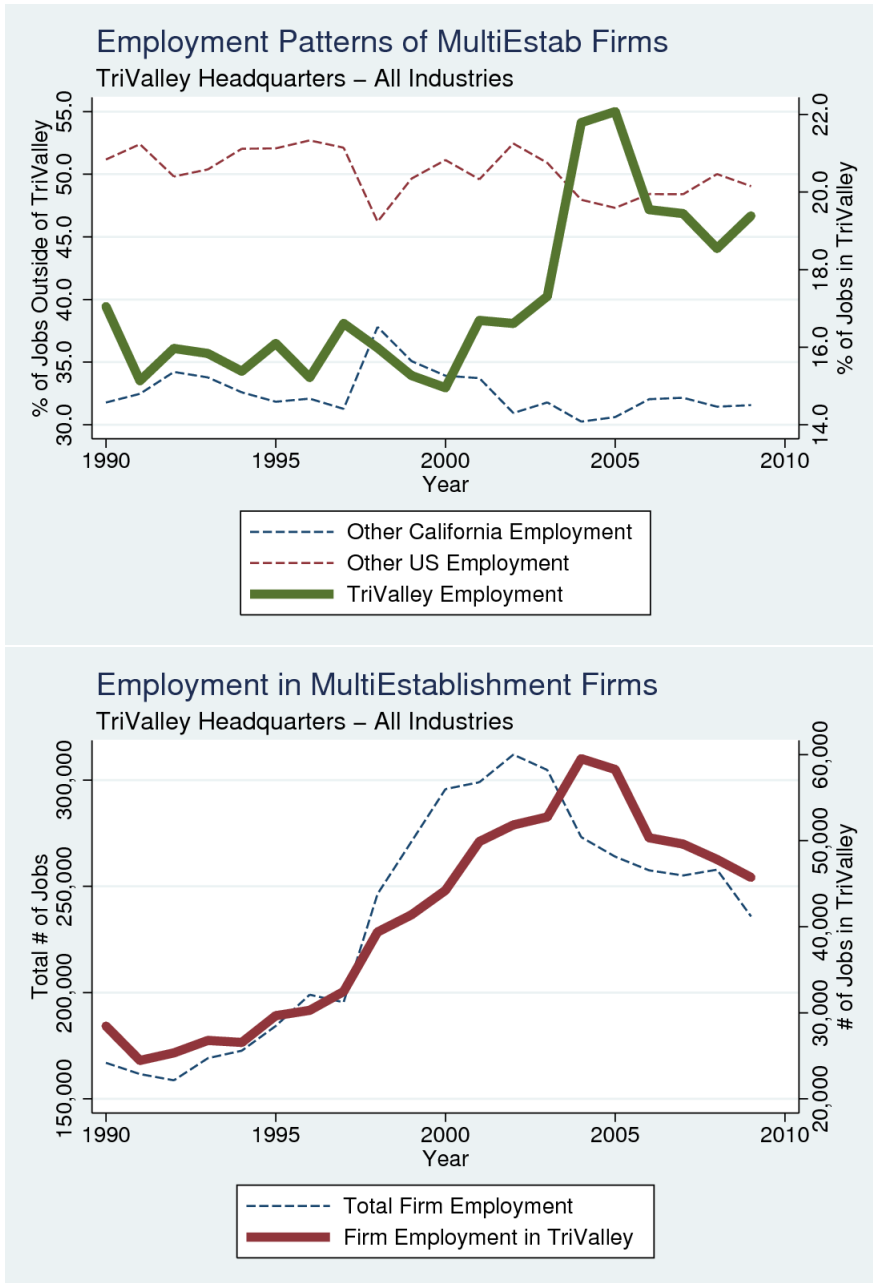 Employment Patterns of MultiEstab Firms
TriValley Headquarters – All Industries
% of Jobs Outside of TriValley
55.0
50.0
45.0
40.0
35.0
30.0
% of Jobs in TriValley
22.0
20.0
18.0
16.0
14.0
1990 1995 2000 2005 2010
Year
Other California Employment
Other US Employment
TriValley Employment
Employment in MultiEstablishment Firms
TriValley Headquarters – All Industries
Total # of Jobs
300,000
250,000
200,000
150,000
# of Jobs in TriValley
60,000
50,000
40,000
30,000
20,000
1990 1995 2000 2005 2010
Year
Total Firm Employment
Firm Employment in TriValley